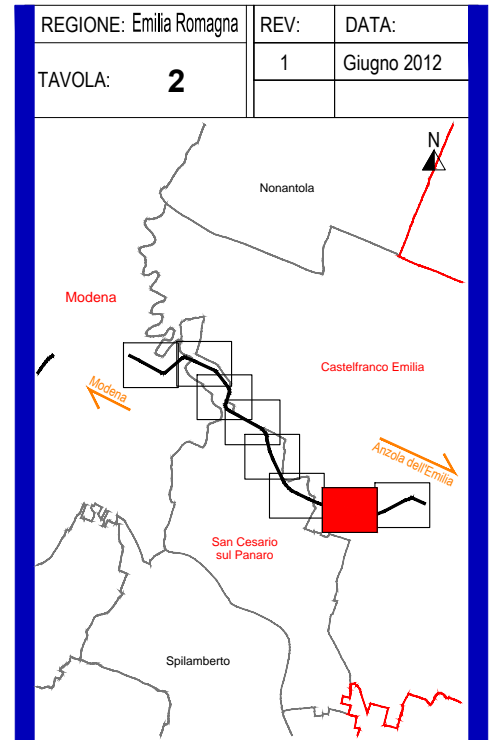 REGIONE: Emilia Romagna
REV:
DATA:
TAVOLA: 2
1
Giugno 2012
N
Nonantola
Modena
Castelfranco Emilia
Modena
Anzola dell'Emilia
San Cesario
sul Panaro
Spilamberto